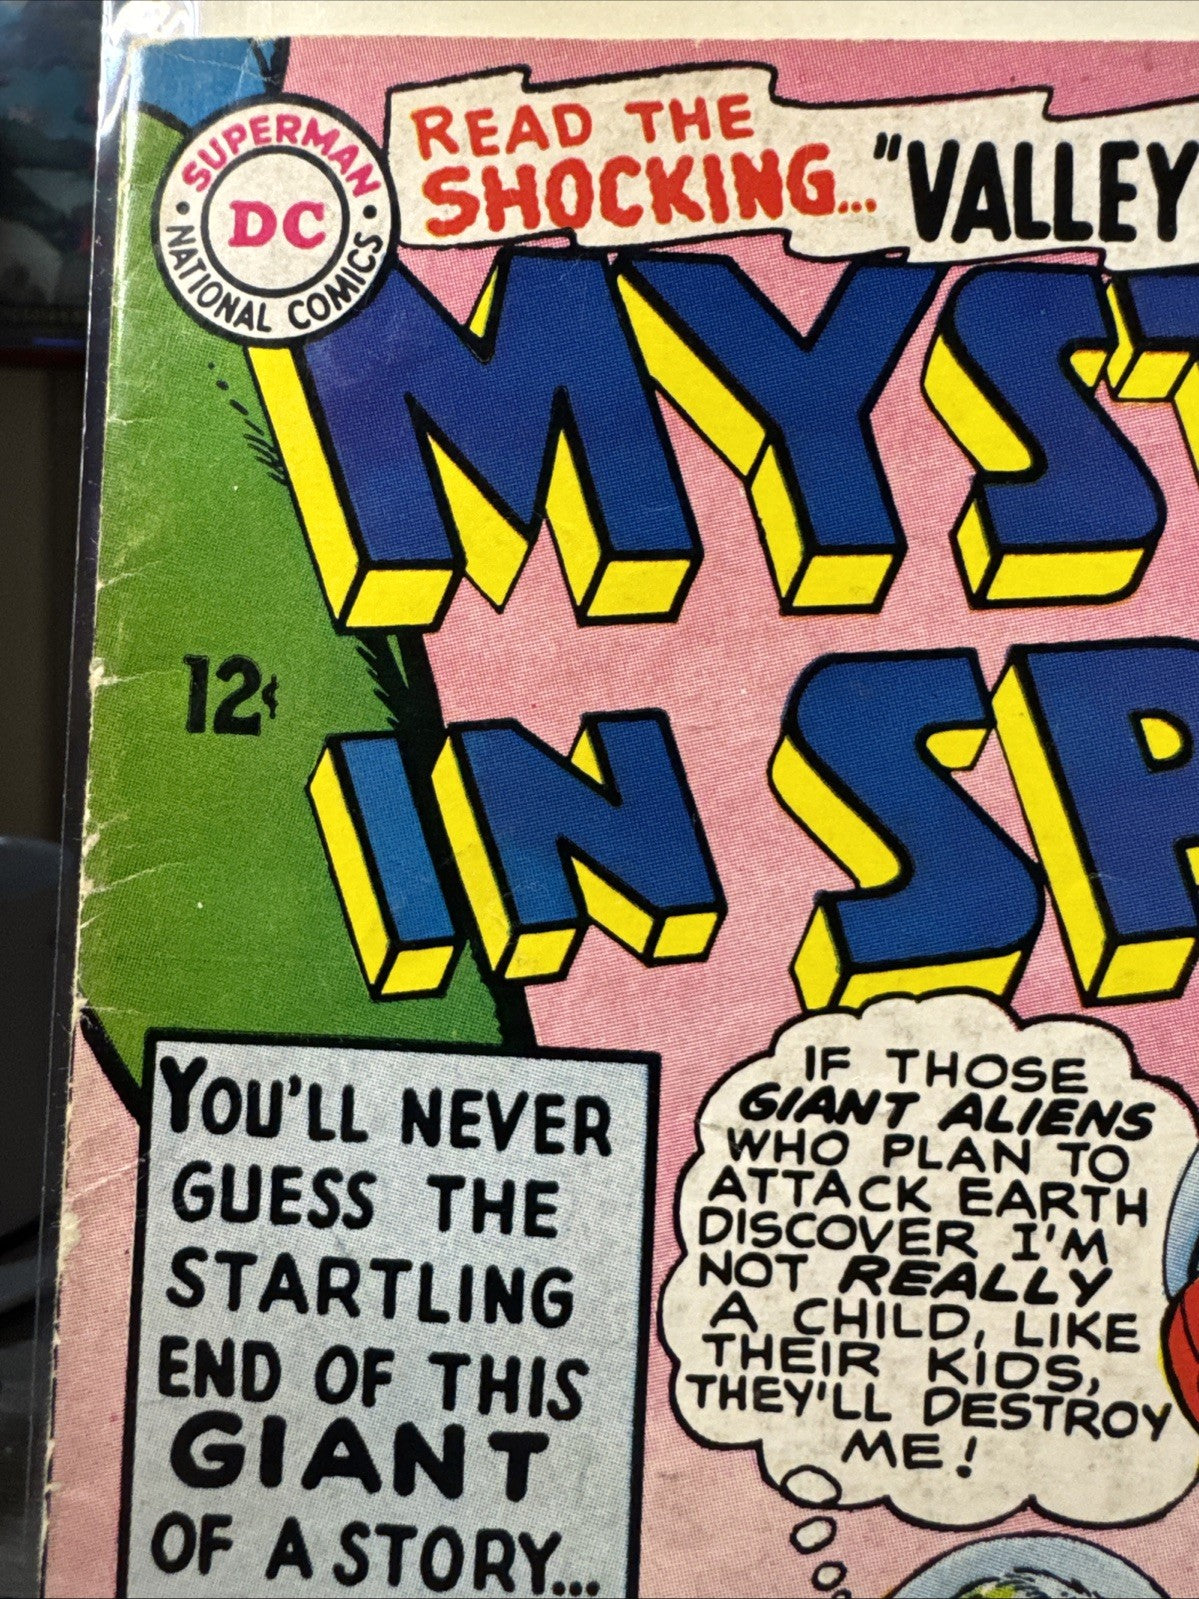 SUPERMAN
DC
NATIONAL COMICS
READ THE
SHOCKING... "VALLEY
MYST
12¢
IN SP
YOU'LL NEVER
GUESS THE
STARTLING
END OF THIS
GIANT
OF A STORY...
IF THOSE
GIANT ALIENS
WHO PLAN TO
ATTACK EARTH
DISCOVER I'M
NOT REALLY
A CHILD, LIKE
THEIR KIDS,
THEY'LL DESTROY
ME!